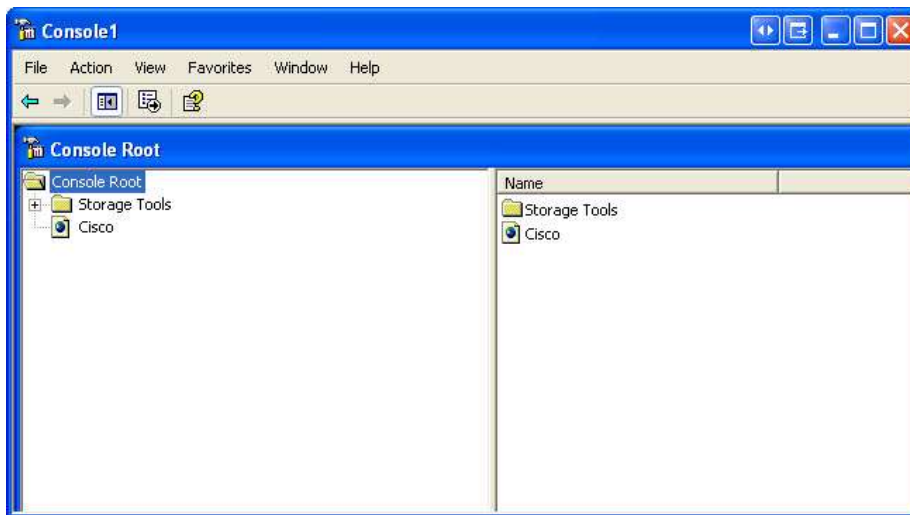 Console1
File Action View Favorites Window Help
Console Root
Console Root
Storage Tools
Cisco
Name
Storage Tools
Cisco